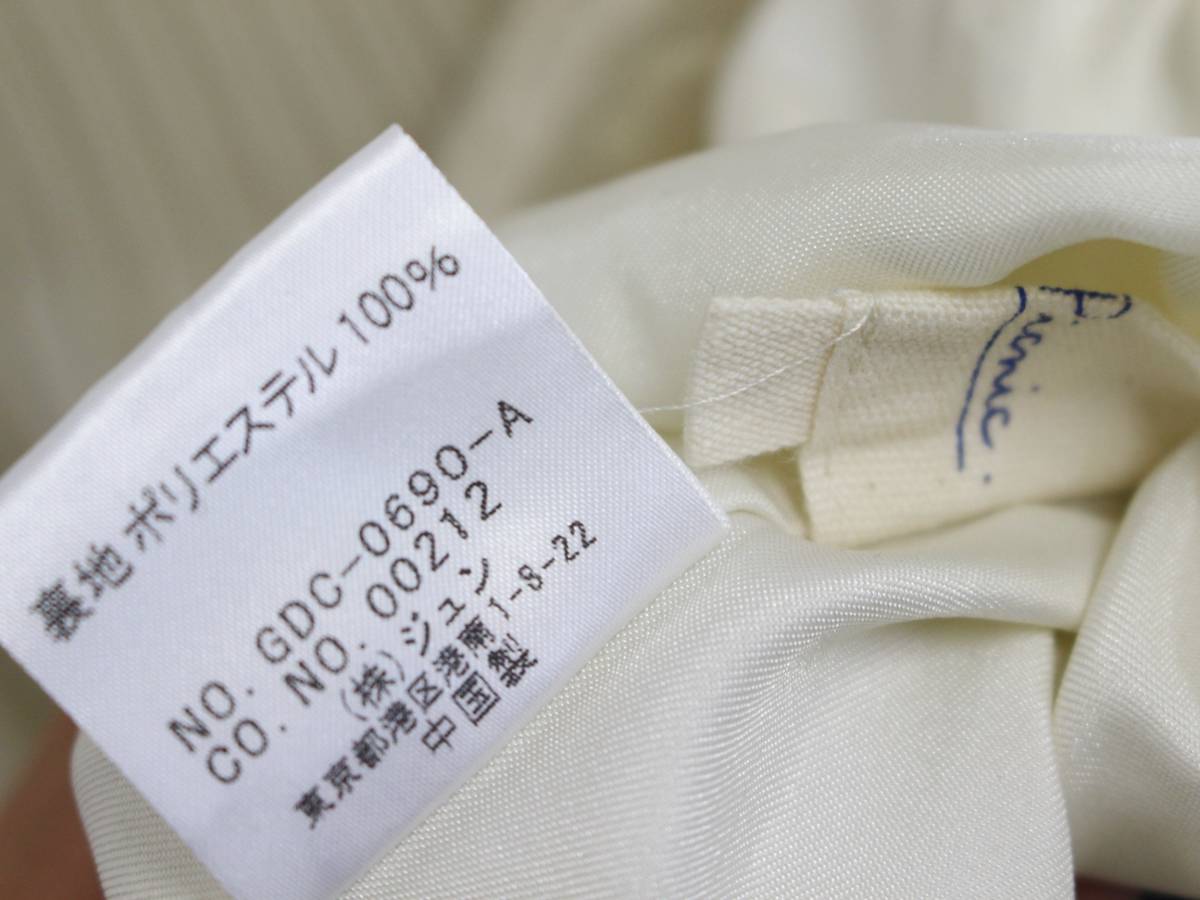 裏地 ポリエステル 100%
NO. GDC-0690-A
CO. NO. 00212
(株)ジュン
東京都港区港南1-8-22
中国製